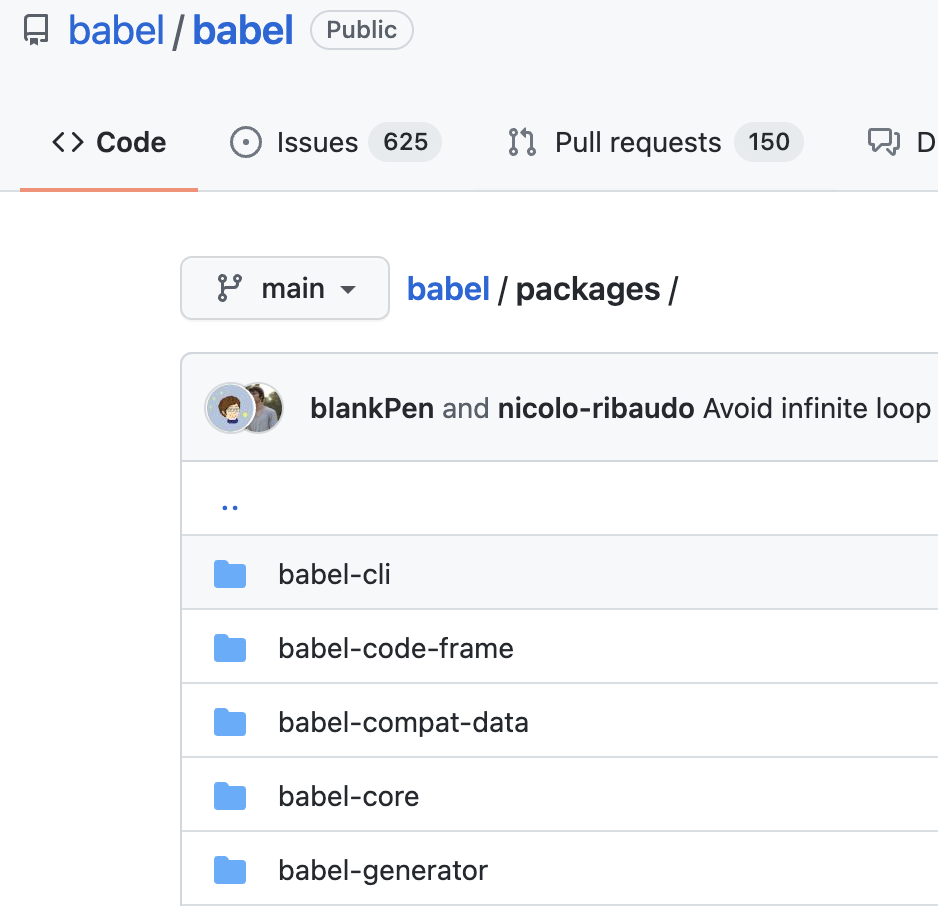 babel / babel Public
Code Issues 625 Pull requests 150 D
main babel / packages /
blankPen and nicolo-ribaudo Avoid infinite loop
..
babel-cli
babel-code-frame
babel-compat-data
babel-core
babel-generator